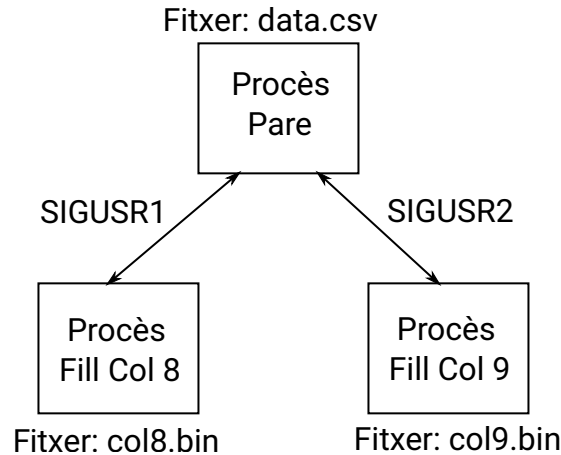 Fitxer: data.csv
Procès
Pare
SIGUSR1
SIGUSR2
Procès
Fill Col 8
Procès
Fill Col 9
Fitxer: col8.bin
Fitxer: col9.bin